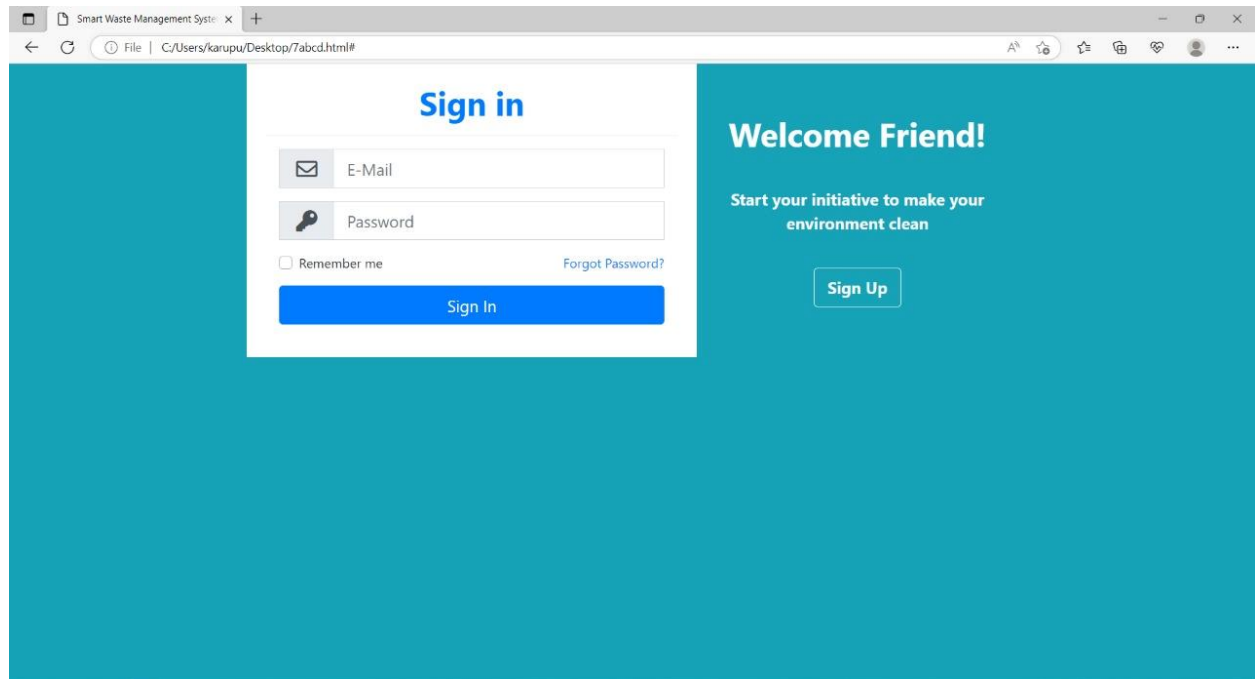 Smart Waste Management Syste
File | C:/Users/karupu/Desktop/7abcd.html#
Sign in
E-Mail
Password
Remember me
Forgot Password?
Sign In
Welcome Friend!
Start your initiative to make your
environment clean
Sign Up